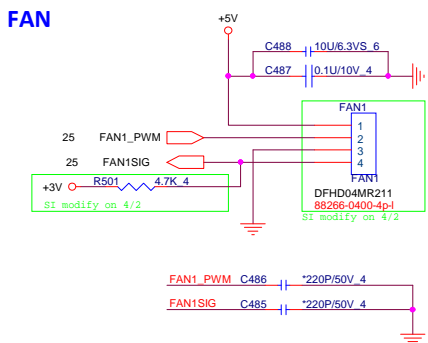 FAN
+5V
C488 10U/6.3VS_6
C487 0.1U/10V_4
FAN1
1
25 FAN1_PWM 2
3
25 FAN1SIG 4
+3V R501 4.7K_4
FAN1
DFHD04MR211
88266-0400-4p-l
SI modify on 4/2
SI modify on 4/2
FAN1_PWM C486 *220P/50V_4
FAN1SIG C485 *220P/50V_4